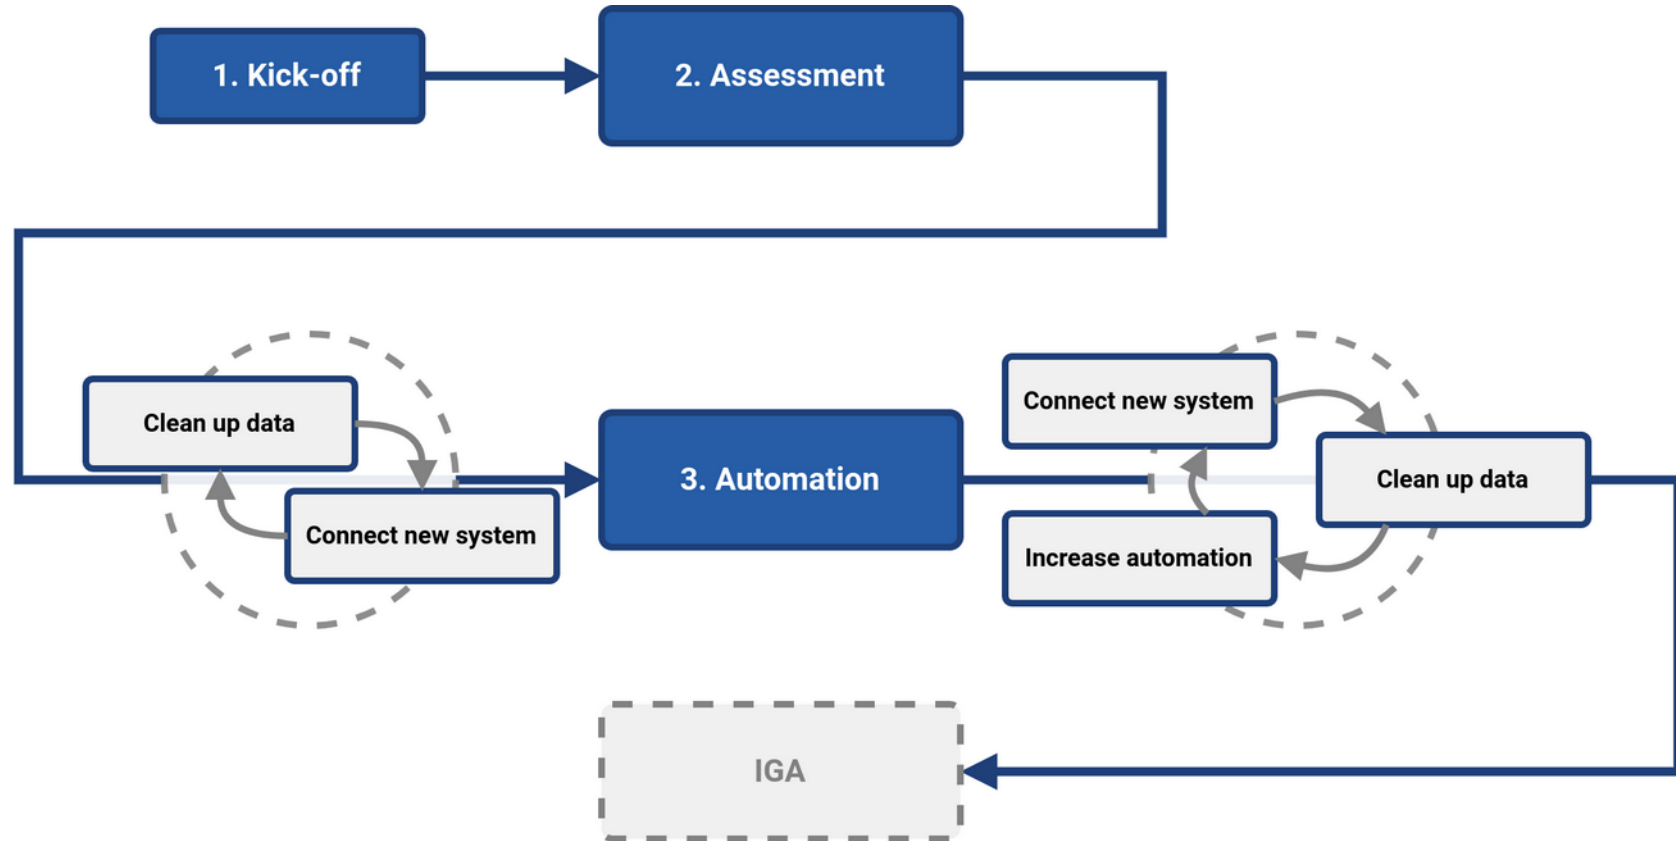 1. Kick-off
2. Assessment
Clean up data
Connect new system
3. Automation
Connect new system
Clean up data
Increase automation
IGA